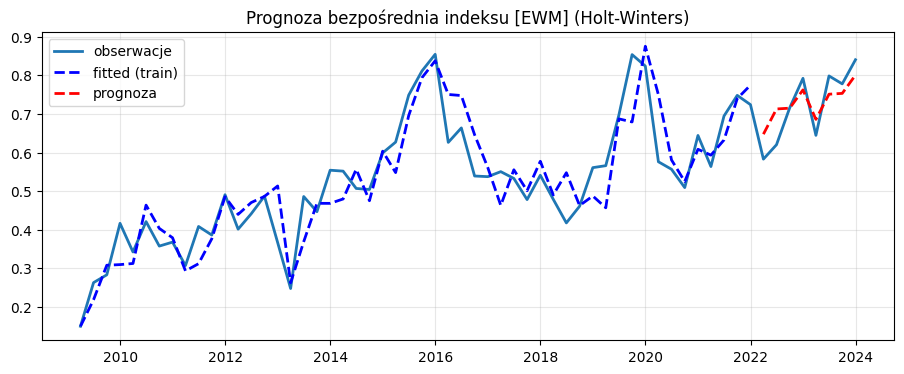 Prognoza bezpośrednia indeksu [EWM] (Holt-Winters)
obserwacje
fitted (train)
prognoza
0.9
0.8
0.7
0.6
0.5
0.4
0.3
0.2
2010 2012 2014 2016 2018 2020 2022 2024